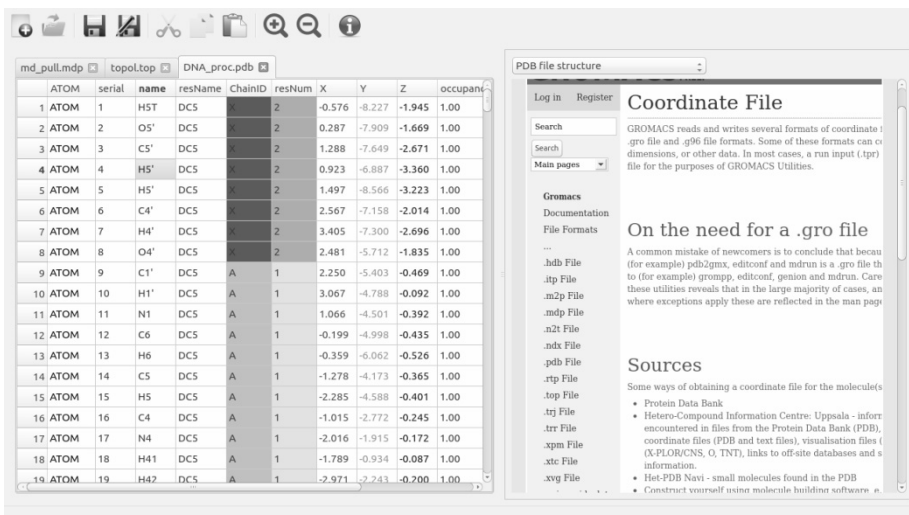 md_pull.mdp topol.top DNA_proc.pdb
ATOM serial name resName ChainID resNum X Y Z occupanc
1 ATOM 1 H5T DC5 X 2 -0.576 -8.227 -1.945 1.00
2 ATOM 2 O5' DC5 X 2 0.287 -7.909 -1.669 1.00
3 ATOM 3 C5' DC5 X 2 1.288 -7.649 -2.671 1.00
4 ATOM 4 H5' DC5 X 2 0.923 -6.887 -3.360 1.00
5 ATOM 5 H5' DC5 X 2 1.497 -8.566 -3.223 1.00
6 ATOM 6 C4' DC5 X 2 2.567 -7.158 -2.014 1.00
7 ATOM 7 H4' DC5 X 2 3.405 -7.300 -2.696 1.00
8 ATOM 8 O4' DC5 X 2 2.481 -5.712 -1.835 1.00
9 ATOM 9 C1' DC5 A 1 2.250 -5.403 -0.469 1.00
10 ATOM 10 H1' DC5 A 1 3.067 -4.788 -0.092 1.00
11 ATOM 11 N1 DC5 A 1 1.066 -4.501 -0.392 1.00
12 ATOM 12 C6 DC5 A 1 -0.199 -4.998 -0.435 1.00
13 ATOM 13 H6 DC5 A 1 -0.359 -6.062 -0.526 1.00
14 ATOM 14 C5 DC5 A 1 -1.278 -4.173 -0.365 1.00
15 ATOM 15 H5 DC5 A 1 -2.285 -4.588 -0.401 1.00
16 ATOM 16 C4 DC5 A 1 -1.015 -2.772 -0.245 1.00
17 ATOM 17 N4 DC5 A 1 -2.016 -1.915 -0.172 1.00
18 ATOM 18 H41 DC5 A 1 -1.789 -0.934 -0.087 1.00
19 ATOM 19 H42 DC5 A 1 -2.971 -2.243 -0.200 1.00
PDB file structure
Log in Register
Search
Search
Main pages
Gromacs
Documentation
File Formats
...
.hdb File
.itp File
.m2p File
.mdp File
.n2t File
.ndx File
.pdb File
.rtp File
.top File
.trj File
.trr File
.xpm File
.xtc File
.xvg File
Coordinate File
GROMACS reads and writes several formats of coordinate
.gro file and .g96 file formats. Some of these formats can c
dimensions, or other data. In most cases, a run input (.tpr)
file for the purposes of GROMACS Utilities.
On the need for a .gro file
A common mistake of newcomers is to conclude that becau
(for example) pdb2gmx, editconf and mdrun is a .gro file th
to (for example) grompp, editconf, genion and mdrun. Care
these utilities reveals that in the large majority of cases, an
where exceptions apply these are reflected in the man page
Sources
Some ways of obtaining a coordinate file for the molecule(s
• Protein Data Bank
• Hetero-Compound Information Centre: Uppsala - inforr
encountered in files from the Protein Data Bank (PDB),
coordinate files (PDB and text files), visualisation files (
(X-PLOR/CNS, O, TNT), links to off-site databases and s
information.
• Het-PDB Navi - small molecules found in the PDB
• Construct yourself using molecule building software, e.